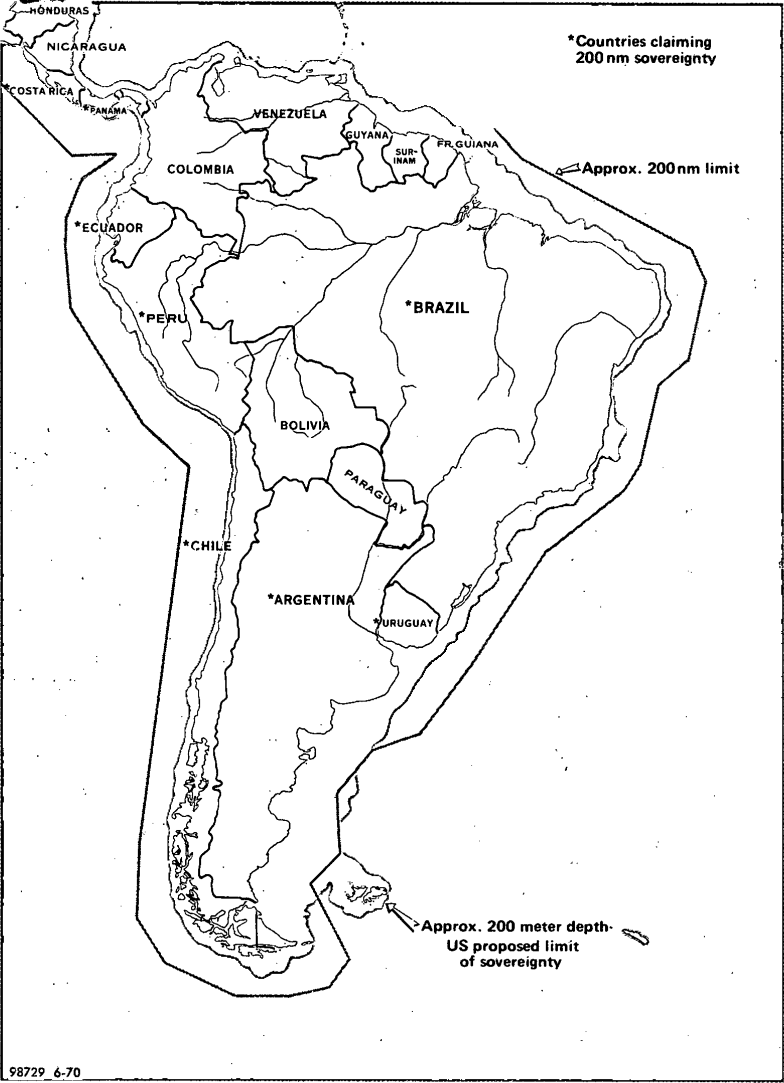 HONDURAS
NICARAGUA
*Countries claiming
200nm sovereignty
*COSTA RICA
*PANAMA
VENEZUELA
GUYANA
SUR-
INAM
FR.GUIANA
COLOMBIA
Approx. 200nm limit
*ECUADOR
*PERU
*BRAZIL
BOLIVIA
PARAGUAY
*CHILE
*ARGENTINA
*URUGUAY
Approx. 200 meter depth-
US proposed limit
of sovereignty
98729 6-70